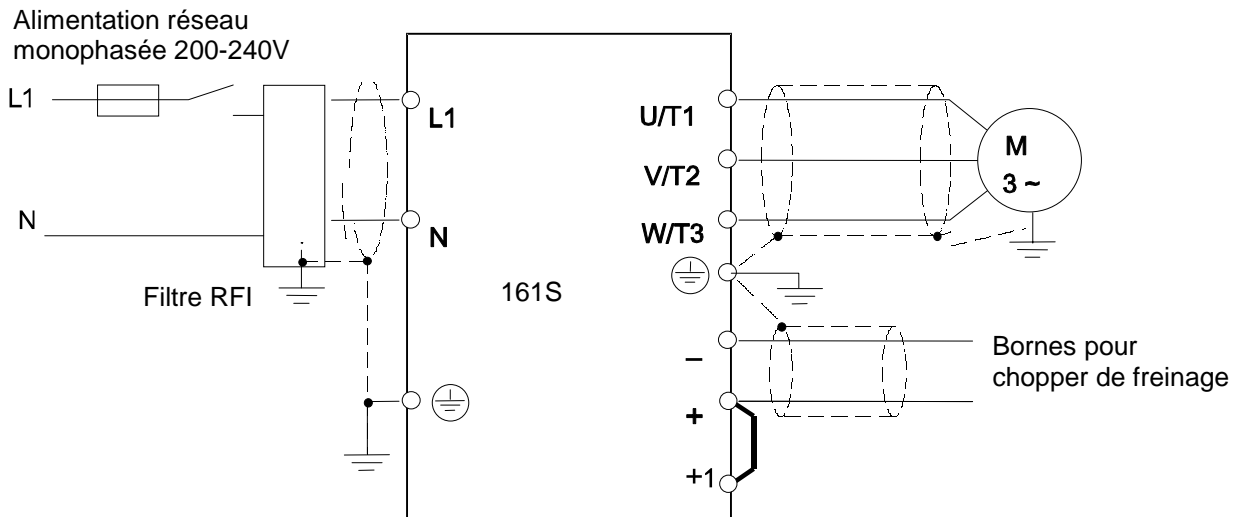 Alimentation réseau
monophasée 200-240V
L1
L1
U/T1
M
3 ~
V/T2
N
N
W/T3
Filtre RFI
161S
–
Bornes pour
chopper de freinage
+
+1